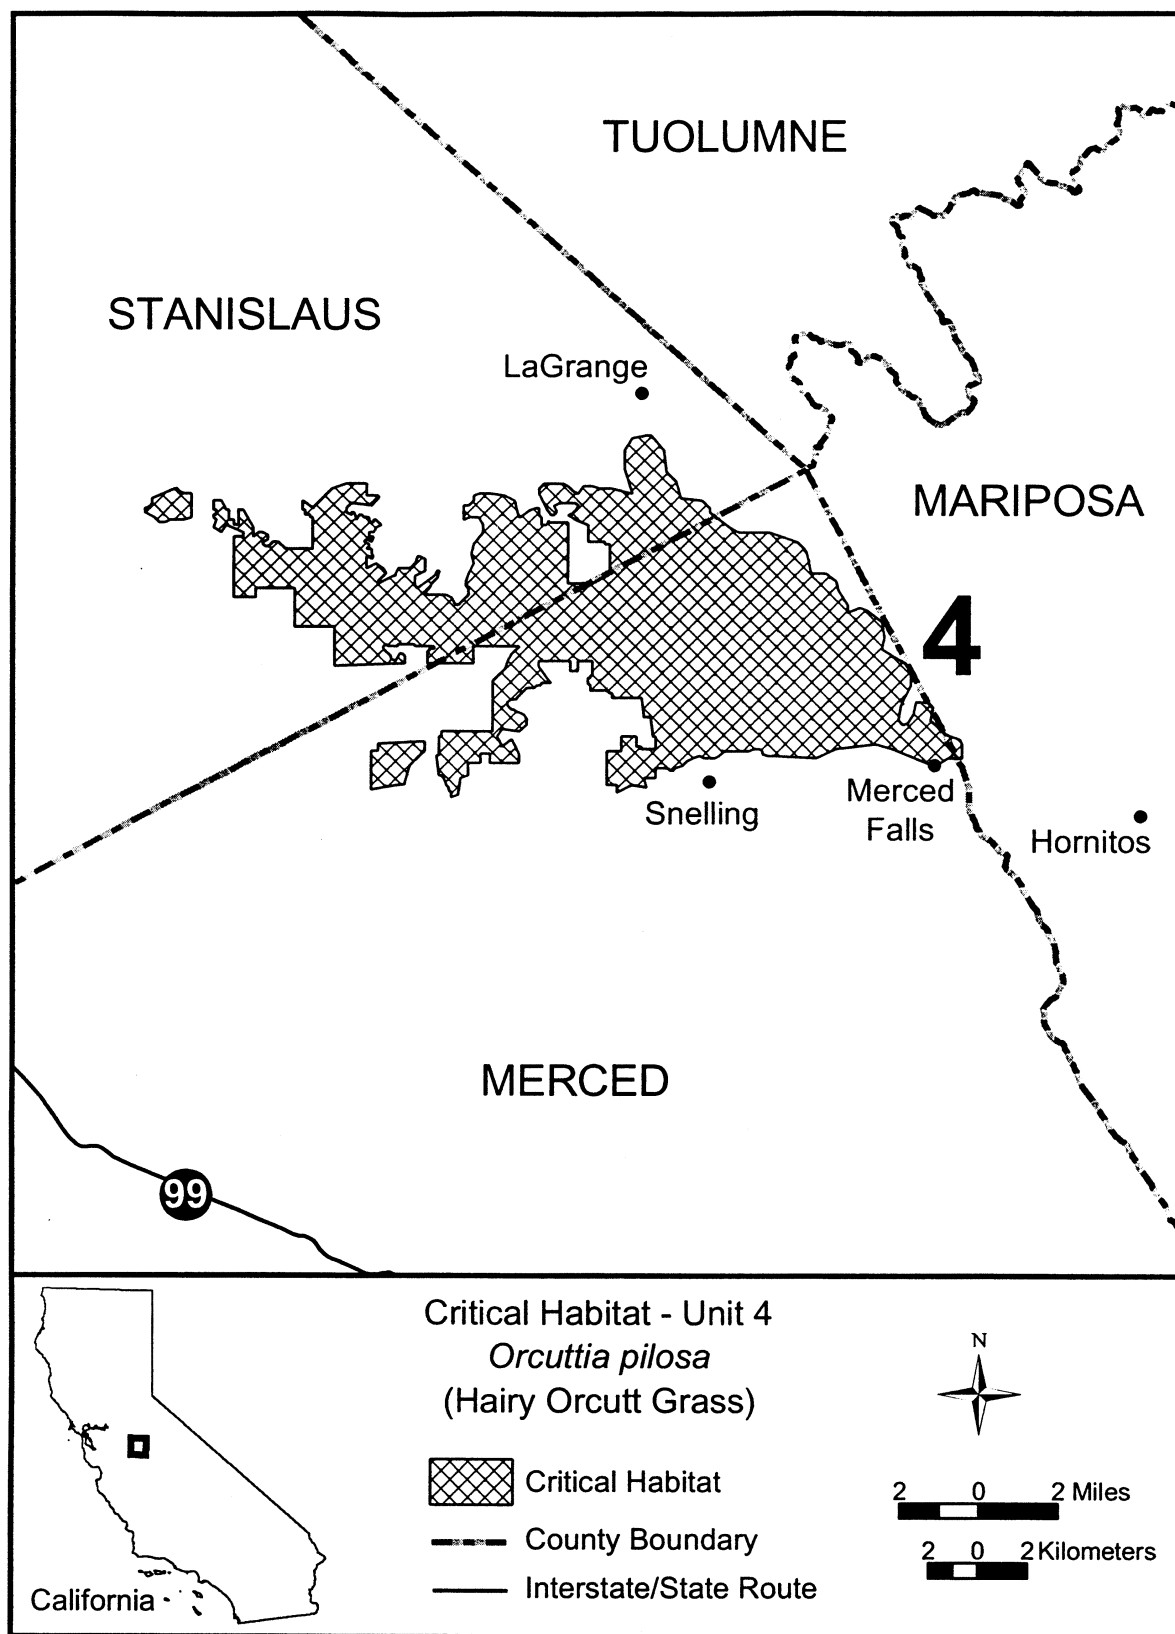 TUOLUMNE
STANISLAUS
LaGrange
MARIPOSA
4
Snelling
Merced
Falls
Hornitos
MERCED
99
Critical Habitat - Unit 4
Orcuttia pilosa
(Hairy Orcutt Grass)
N
Critical Habitat
2 0 2 Miles
County Boundary
2 0 2 Kilometers
Interstate/State Route
California